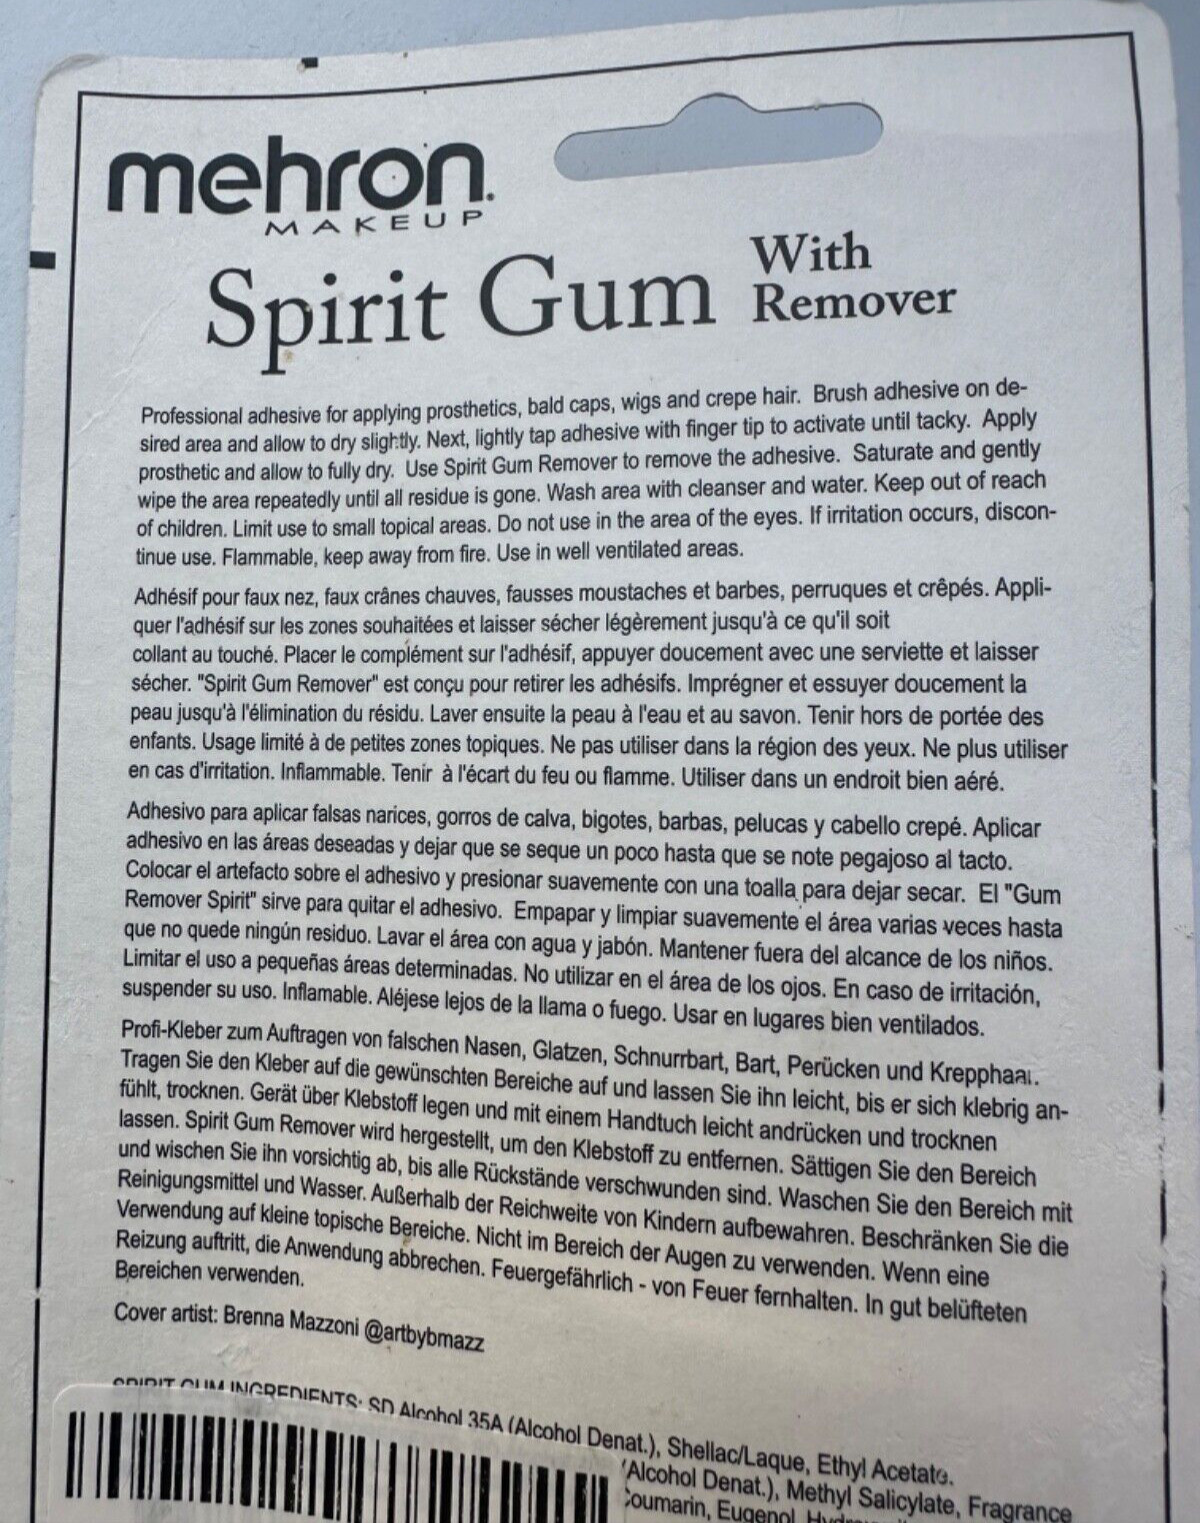 mehron.
MAKEUP
Spirit Gum With Remover
Professional adhesive for applying prosthetics, bald caps, wigs and crepe hair. Brush adhesive on de-
sired area and allow to dry slightly. Next, lightly tap adhesive with finger tip to activate until tacky. Apply
prosthetic and allow to fully dry. Use Spirit Gum Remover to remove the adhesive. Saturate and gently
wipe the area repeatedly until all residue is gone. Wash area with cleanser and water. Keep out of reach
of children. Limit use to small topical areas. Do not use in the area of the eyes. If irritation occurs, discon-
tinue use. Flammable, keep away from fire. Use in well ventilated areas.
Adhésif pour faux nez, faux crânes chauves, fausses moustaches et barbes, perruques et crêpés. Appli-
quer l'adhésif sur les zones souhaitées et laisser sécher légèrement jusqu'à ce qu'il soit
collant au touché. Placer le complément sur l'adhésif, appuyer doucement avec une serviette et laisser
sécher. "Spirit Gum Remover" est conçu pour retirer les adhésifs. Imprégner et essuyer doucement la
peau jusqu'à l'élimination du résidu. Laver ensuite la peau à l'eau et au savon. Tenir hors de portée des
enfants. Usage limité à de petites zones topiques. Ne pas utiliser dans la région des yeux. Ne plus utiliser
en cas d'irritation. Inflammable. Tenir à l'écart du feu ou flamme. Utiliser dans un endroit bien aéré.
Adhesivo para aplicar falsas narices, gorros de calva, bigotes, barbas, pelucas y cabello crepé. Aplicar
adhesivo en las áreas deseadas y dejar que se seque un poco hasta que se note pegajoso al tacto.
Colocar el artefacto sobre el adhesivo y presionar suavemente con una toalla para dejar secar. El "Gum
Remover Spirit" sirve para quitar el adhesivo. Empapar y limpiar suavemente el área varias veces hasta
que no quede ningún residuo. Lavar el área con agua y jabón. Mantener fuera del alcance de los niños.
Limitar el uso a pequeñas áreas determinadas. No utilizar en el área de los ojos. En caso de irritación,
suspender su uso. Inflamable. Aléjese lejos de la llama o fuego. Usar en lugares bien ventilados.
Profi-Kleber zum Auftragen von falschen Nasen, Glatzen, Schnurrbart, Bart, Perücken und Krepphaar.
Tragen Sie den Kleber auf die gewünschten Bereiche auf und lassen Sie ihn leicht, bis er sich klebrig an-
fühlt, trocknen. Gerät über Klebstoff legen und mit einem Handtuch leicht andrücken und trocknen
lassen. Spirit Gum Remover wird hergestellt, um den Klebstoff zu entfernen. Sättigen Sie den Bereich
und wischen Sie ihn vorsichtig ab, bis alle Rückstände verschwunden sind. Waschen Sie den Bereich mit
Reinigungsmittel und Wasser. Außerhalb der Reichweite von Kindern aufbewahren. Beschränken Sie die
Verwendung auf kleine topische Bereiche. Nicht im Bereich der Augen zu verwenden. Wenn eine
Reizung auftritt, die Anwendung abbrechen. Feuergefährlich - von Feuer fernhalten. In gut belüfteten
Bereichen verwenden.
Cover artist: Brenna Mazzoni @artbybmazz
SPIRIT GUM INGREDIENTS: SD Alcohol 35A (Alcohol Denat.), Shellac/Laque, Ethyl Acetate.
(Alcohol Denat.), Methyl Salicylate, Fragrance
Coumarin, Eugenol,